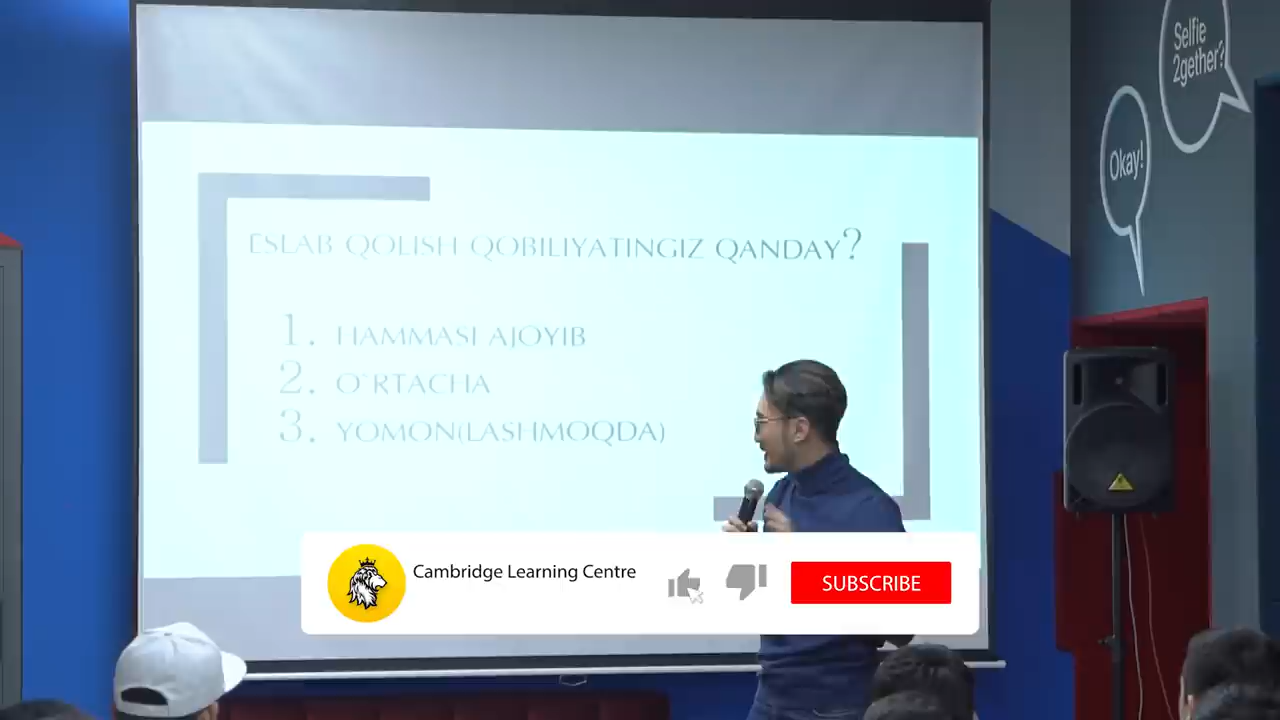 Selfie
2gether?
Okay!
ESLAB QOLISH QOBILIYATINGIZ QANDAY?
1. HAMMASI AJOYIB
2. O`RTACHA
3. YOMON(LASHMOQDA)
Cambridge Learning Centre
SUBSCRIBE